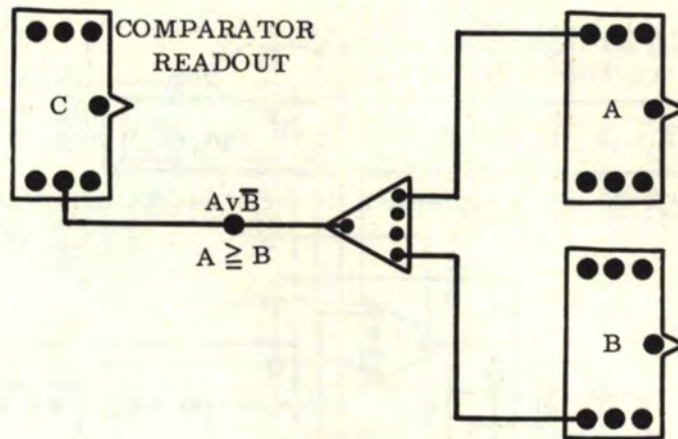 COMPARATOR
READOUT
C
A
AvB̅
A ≧ B
B